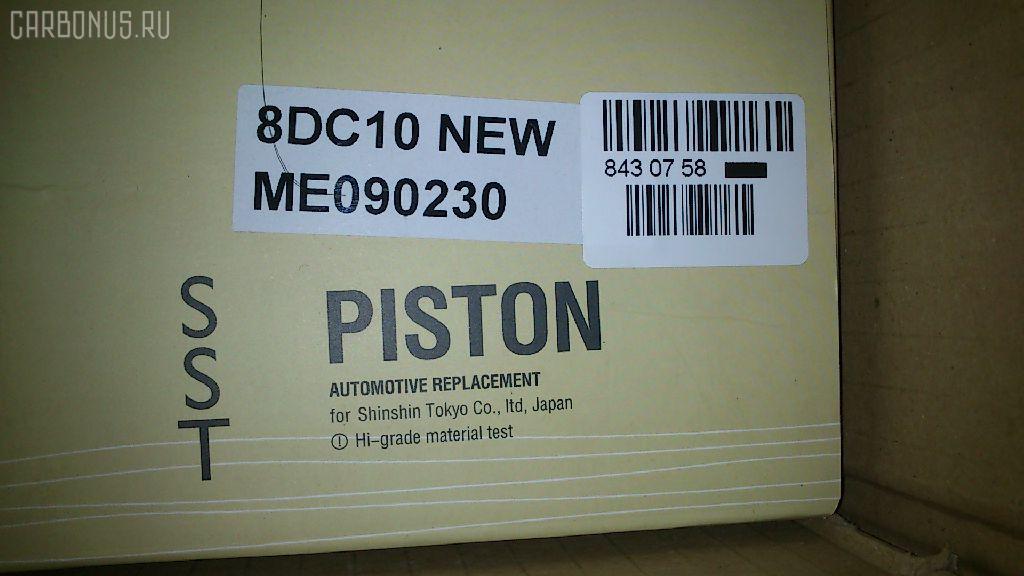 CARBONUS.RU
8DC10 NEW
ME090230
843 07 58
SST
PISTON
AUTOMOTIVE REPLACEMENT
for Shinshin Tokyo Co., ltd, Japan
! Hi-grade material test